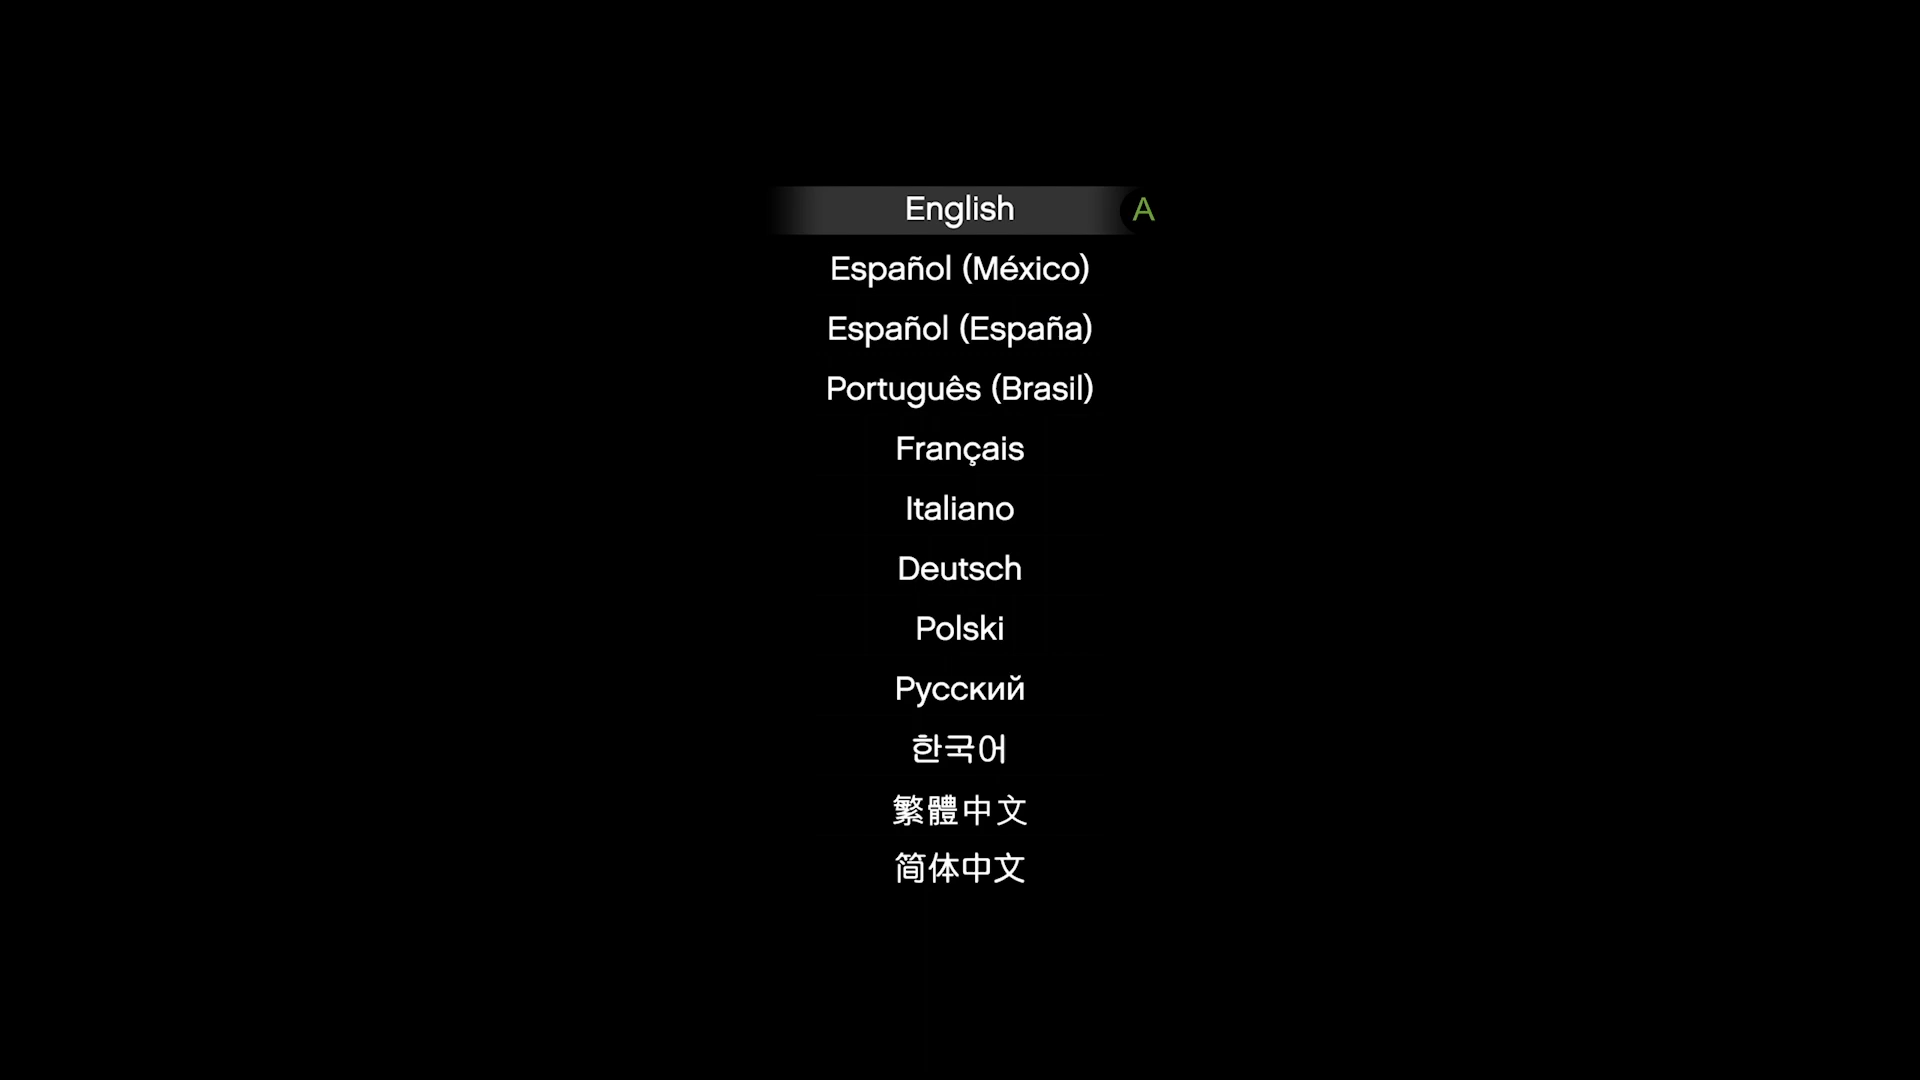 English A
Español (México)
Español (España)
Português (Brasil)
Français
Italiano
Deutsch
Polski
Русский
한국어
繁體中文
简体中文